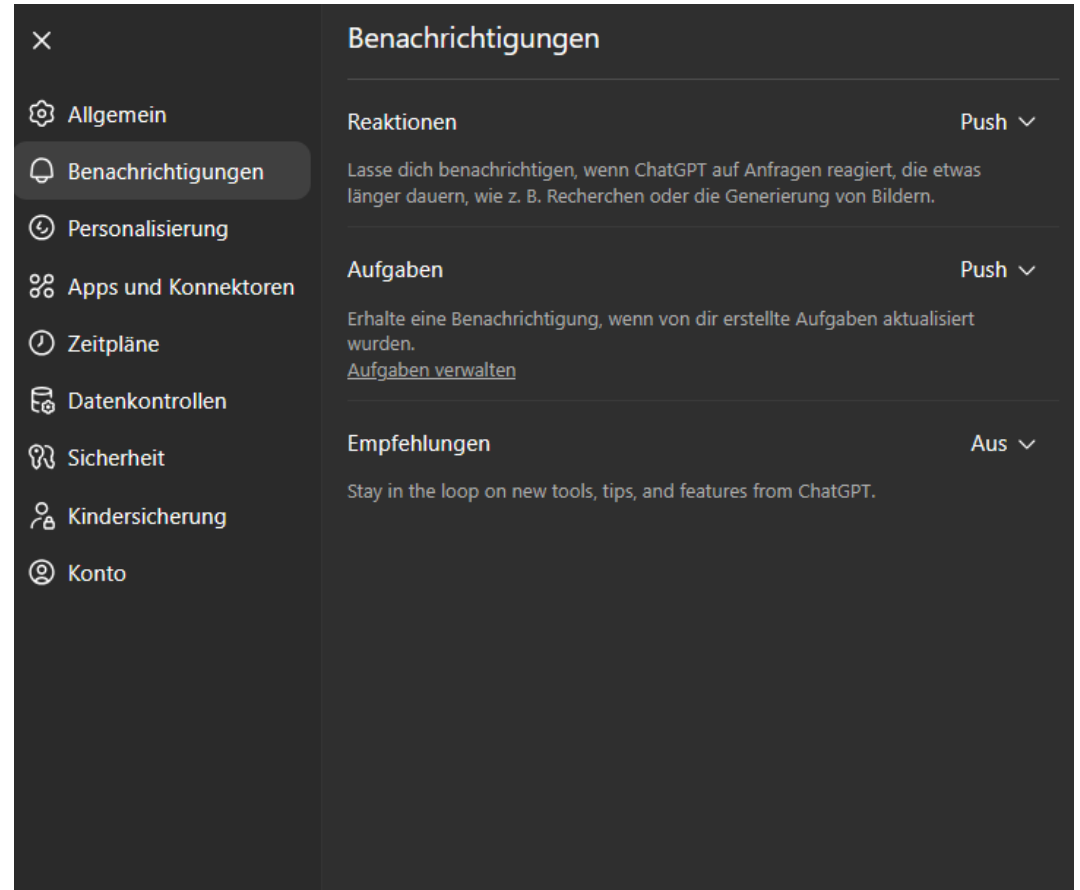 Benachrichtigungen
Allgemein
Benachrichtigungen
Personalisierung
Apps und Konnektoren
Zeitpläne
Datenkontrollen
Sicherheit
Kindersicherung
Konto
Reaktionen
Push
Lasse dich benachrichtigen, wenn ChatGPT auf Anfragen reagiert, die etwas
länger dauern, wie z. B. Recherchen oder die Generierung von Bildern.
Aufgaben
Push
Erhalte eine Benachrichtigung, wenn von dir erstellte Aufgaben aktualisiert
wurden.
Aufgaben verwalten
Empfehlungen
Aus
Stay in the loop on new tools, tips, and features from ChatGPT.